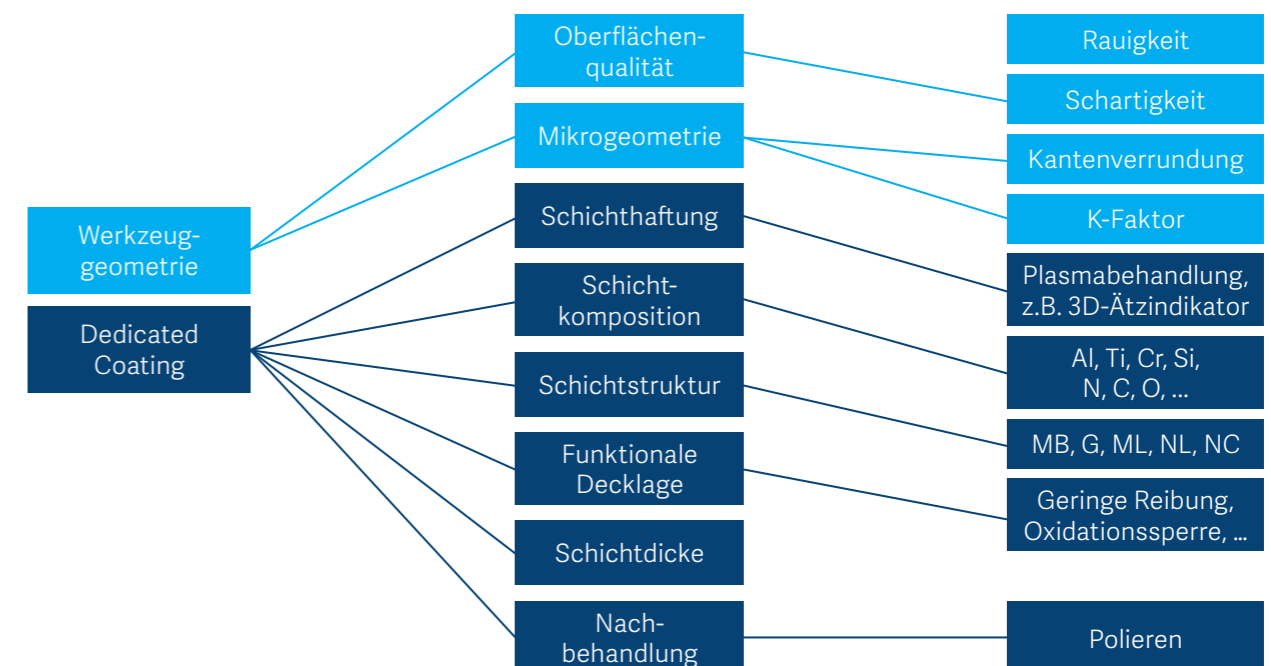 Werkzeug-
geometrie
Dedicated
Coating
Oberflächen-
qualität
Mikrogeometrie
Schichthaftung
Schicht-
komposition
Schichtstruktur
Funktionale
Decklage
Schichtdicke
Nach-
behandlung
Rauigkeit
Schartigkeit
Kantenverrundung
K-Faktor
Plasmabehandlung,
z.B. 3D-Ätzindikator
Al, Ti, Cr, Si,
N, C, O, ...
MB, G, ML, NL, NC
Geringe Reibung,
Oxidationssperre, ...
Polieren